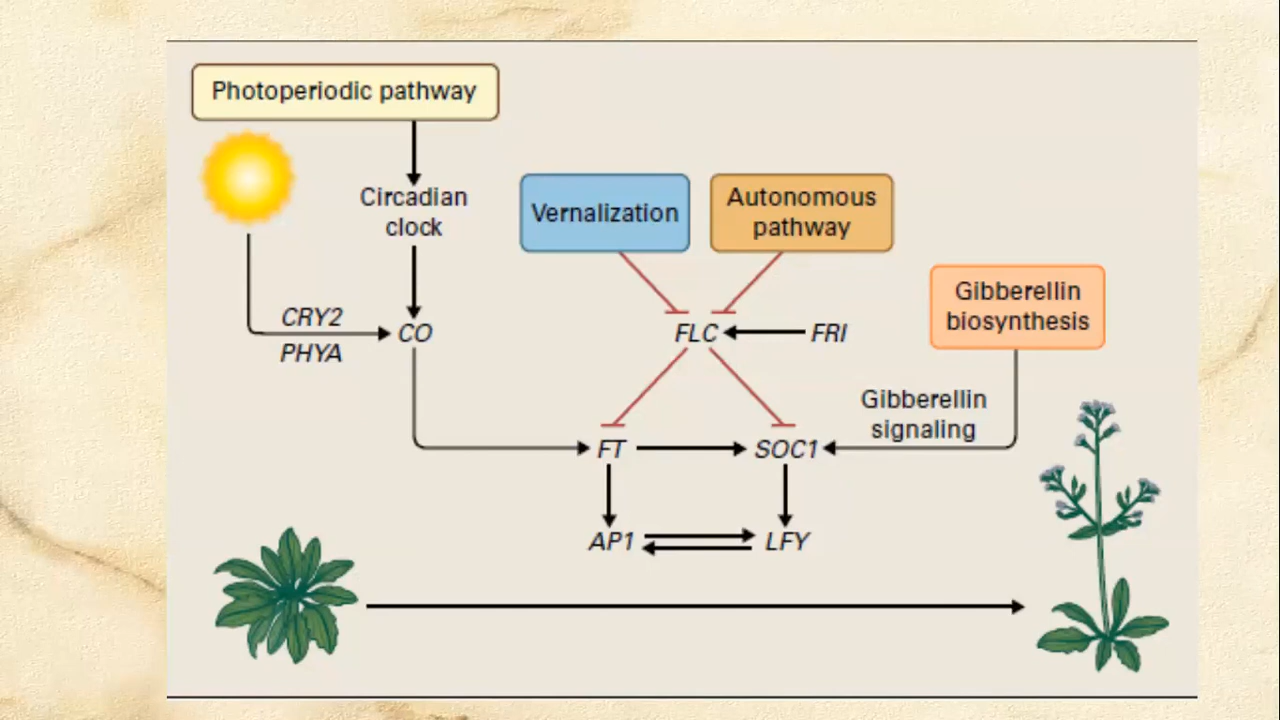 Photoperiodic pathway
Circadian
clock
Vernalization
Autonomous
pathway
Gibberellin
biosynthesis
CRY2
PHYA
CO
FLC
FRI
Gibberellin
signaling
FT
SOC1
AP1
LFY